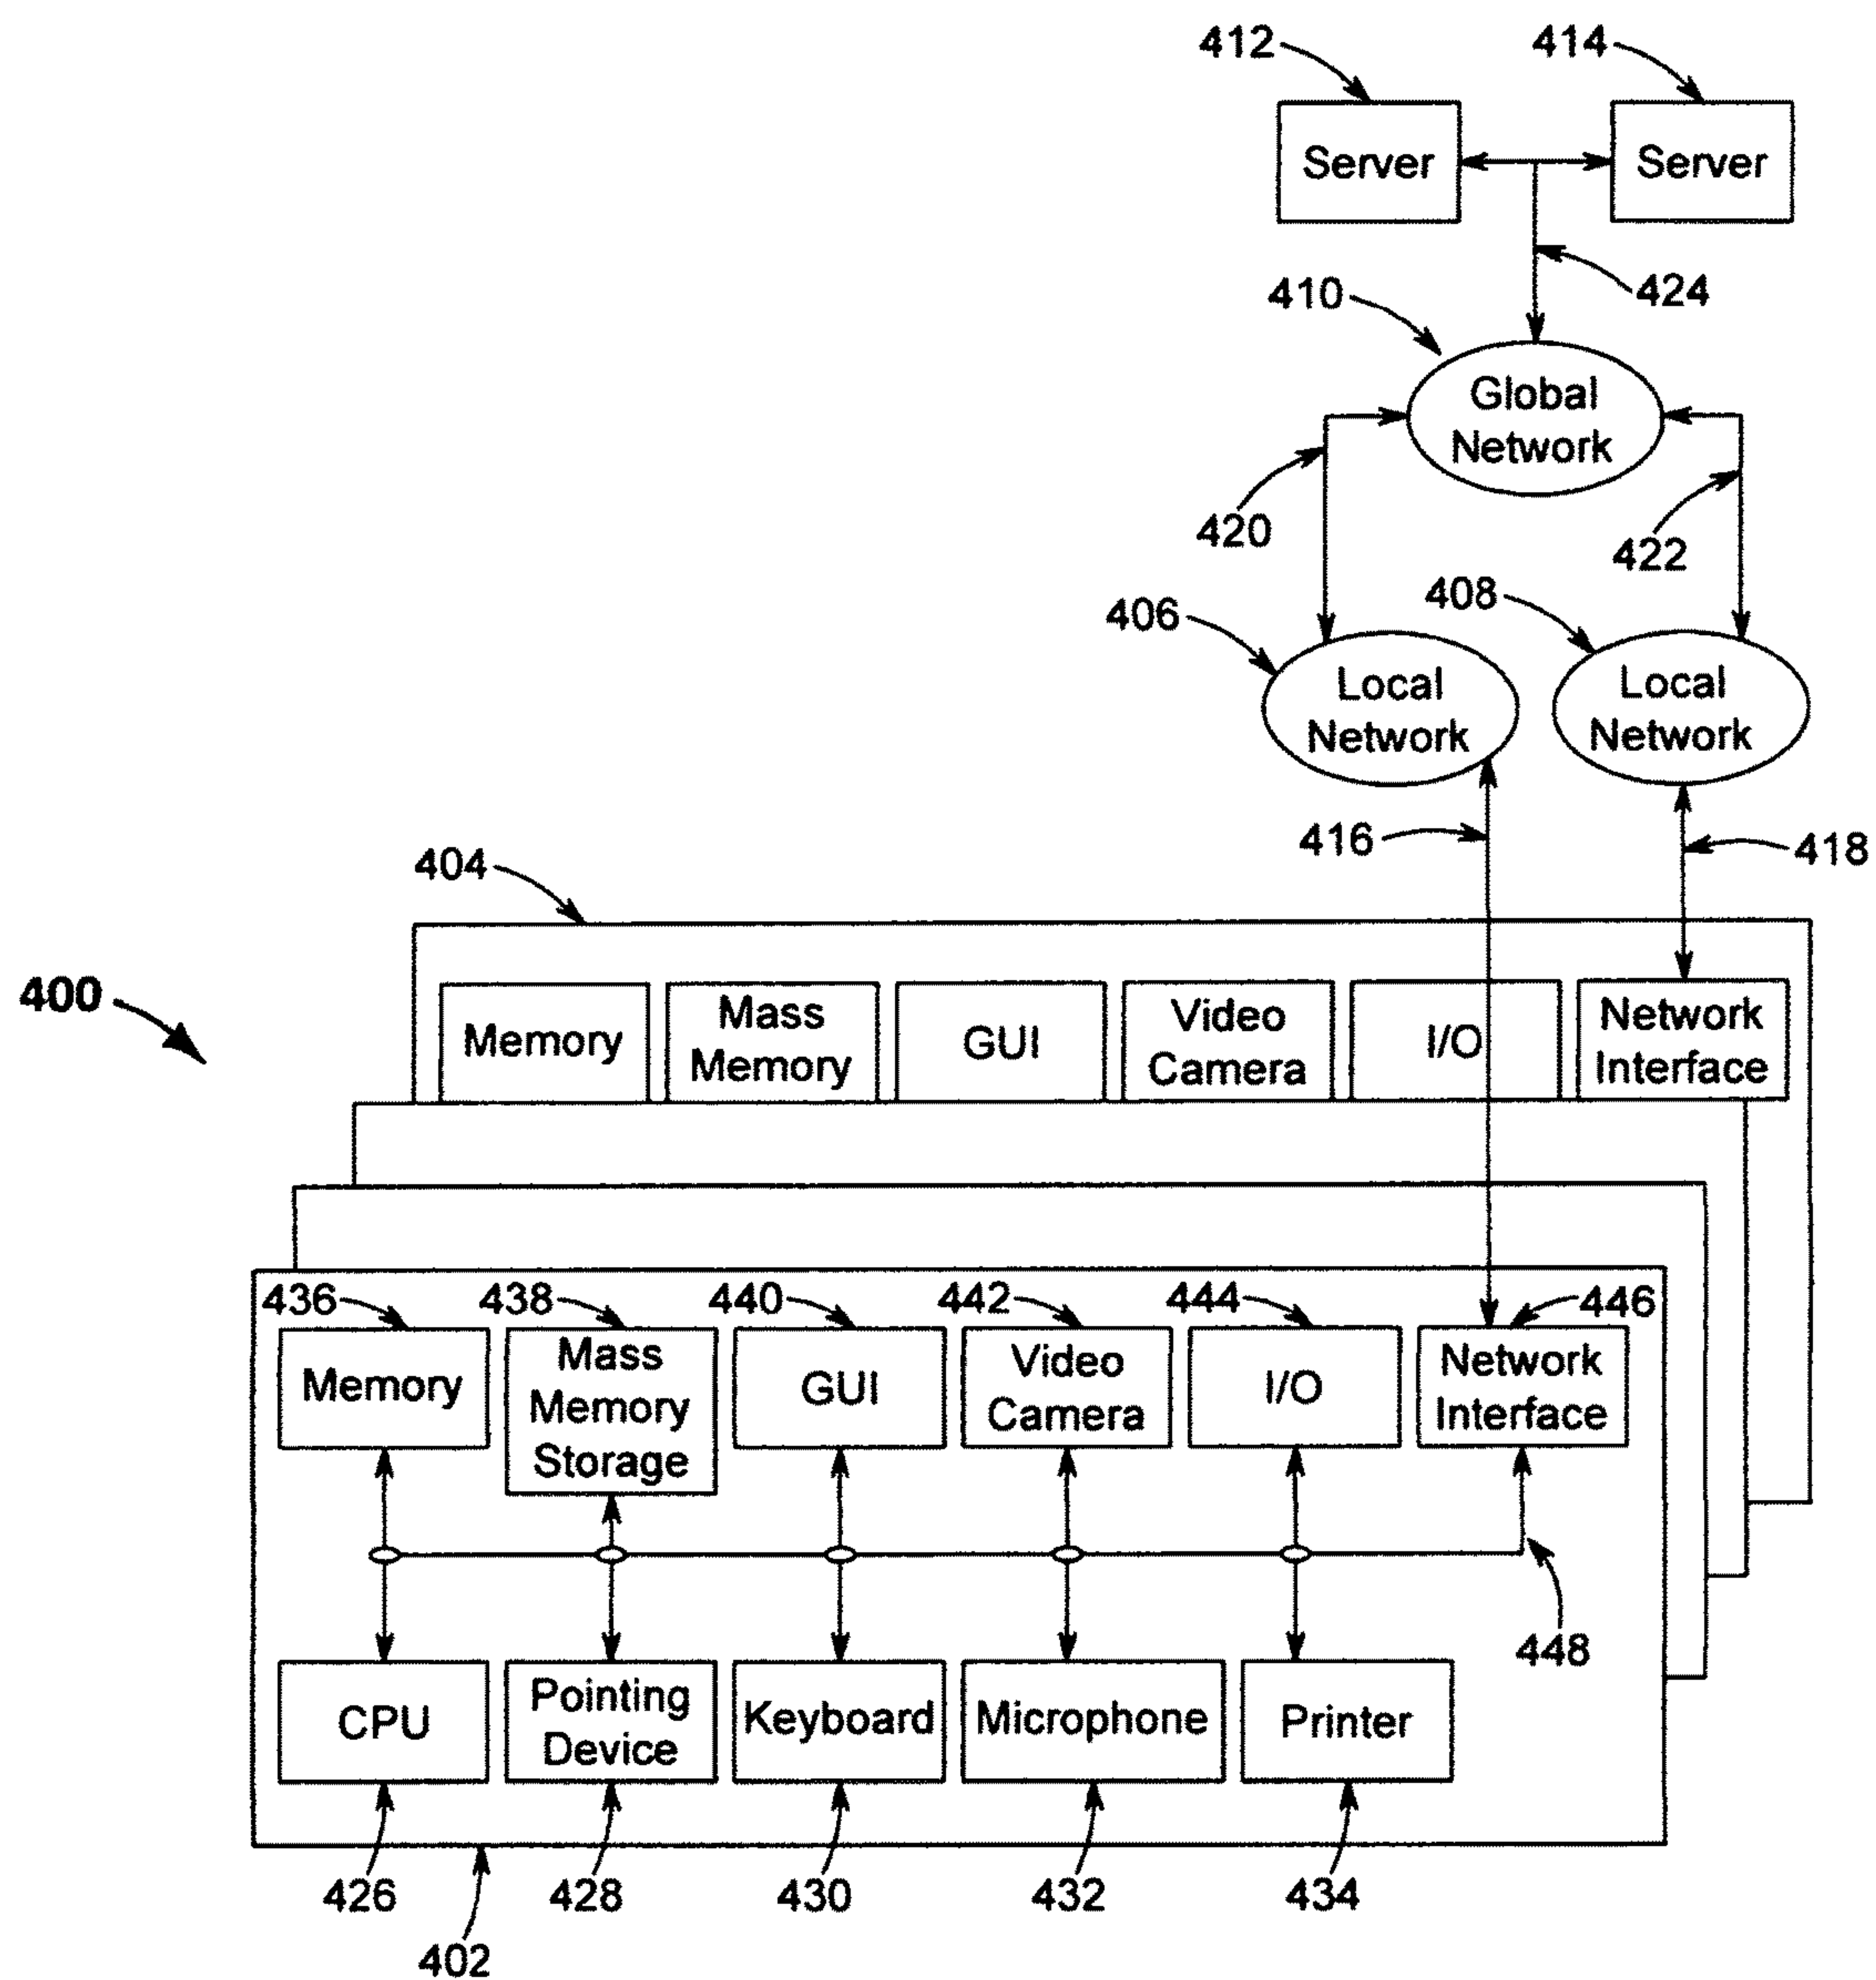 412
414
Server
Server
424
410
Global
Network
420
422
406
408
Local
Network
Local
Network
416
418
404
400
Memory
Mass
Memory
GUI
Video
Camera
I/O
Network
Interface
436
438
440
442
444
446
Memory
Mass
Memory
Storage
GUI
Video
Camera
I/O
Network
Interface
448
CPU
Pointing
Device
Keyboard
Microphone
Printer
426
428
430
432
434
402